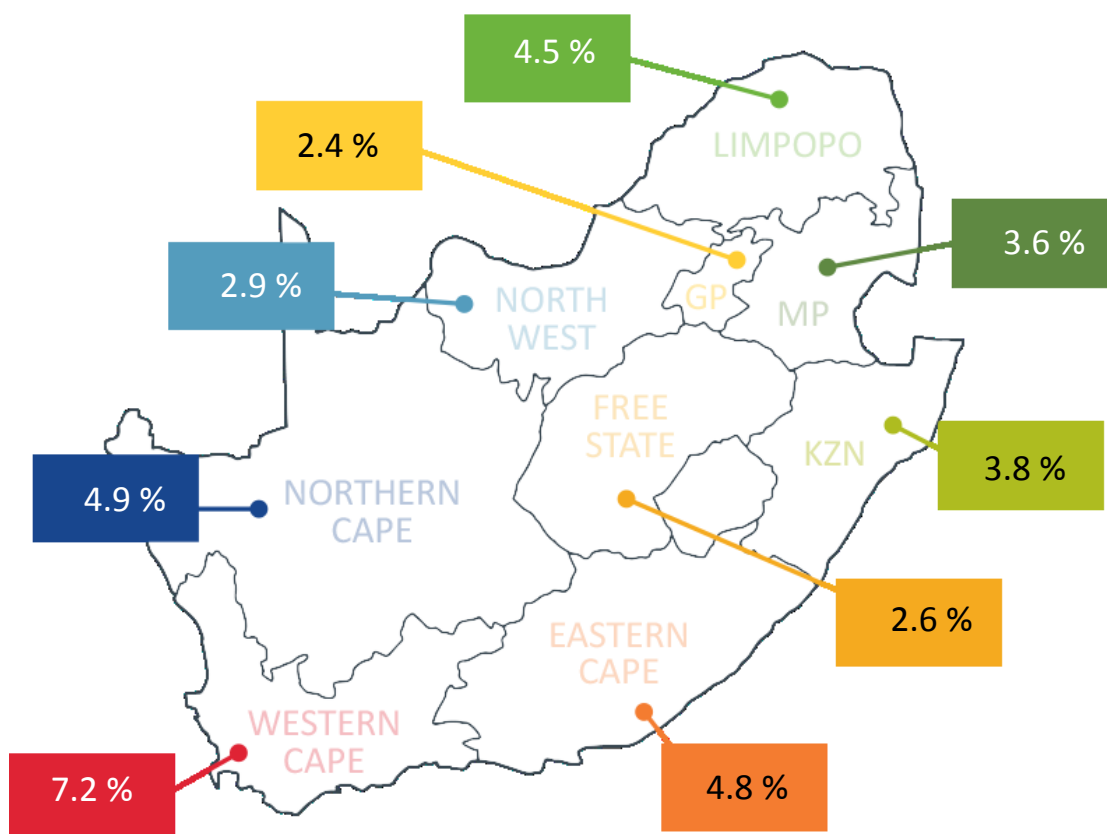 4.5 %
LIMPOPO
2.4 %
3.6 %
2.9 %
NORTH
WEST
GP
MP
FREE
STATE
KZN
3.8 %
4.9 %
NORTHERN
CAPE
2.6 %
EASTERN
CAPE
WESTERN
CAPE
7.2 %
4.8 %